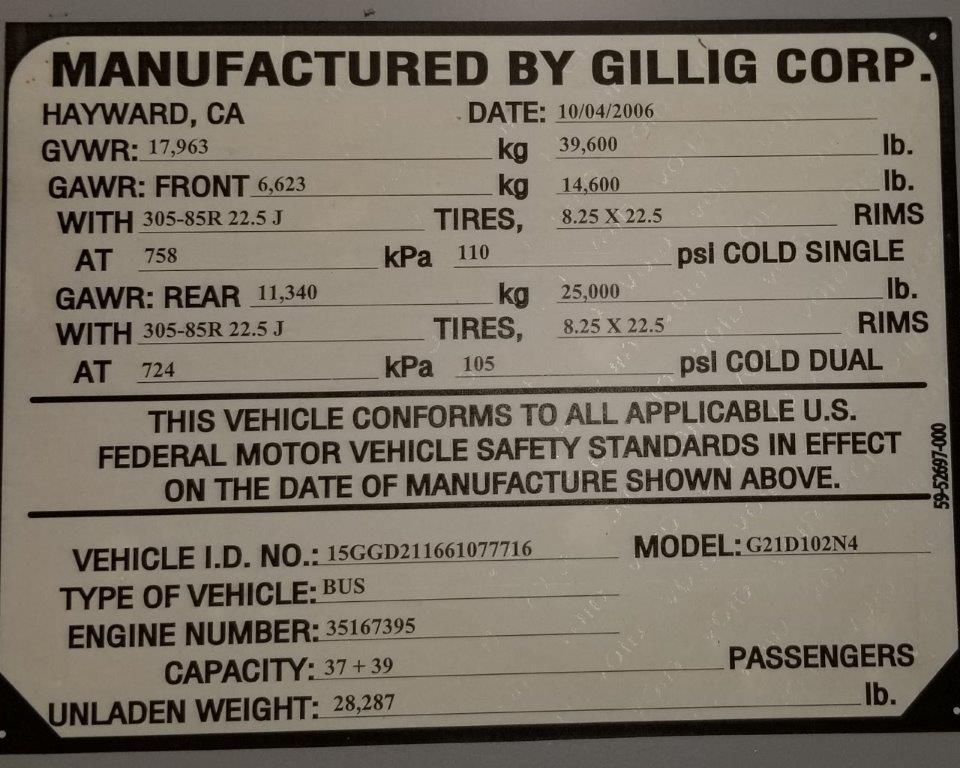 MANUFACTURED BY GILLIG CORP.
HAYWARD, CA DATE: 10/04/2006
GVWR: 17,963 kg 39,600 lb.
GAWR: FRONT 6,623 kg 14,600 lb.
WITH 305-85R 22.5 J TIRES, 8.25 X 22.5 RIMS
AT 758 kPa 110 psi COLD SINGLE
GAWR: REAR 11,340 kg 25,000 lb.
WITH 305-85R 22.5 J TIRES, 8.25 X 22.5 RIMS
AT 724 kPa 105 psi COLD DUAL
THIS VEHICLE CONFORMS TO ALL APPLICABLE U.S.
FEDERAL MOTOR VEHICLE SAFETY STANDARDS IN EFFECT
ON THE DATE OF MANUFACTURE SHOWN ABOVE.
59-52697-000
VEHICLE I.D. NO.: 15GGD211661077716 MODEL: G21D102N4
TYPE OF VEHICLE: BUS
ENGINE NUMBER: 35167395
CAPACITY: 37 + 39 PASSENGERS
UNLADEN WEIGHT: 28,287 lb.